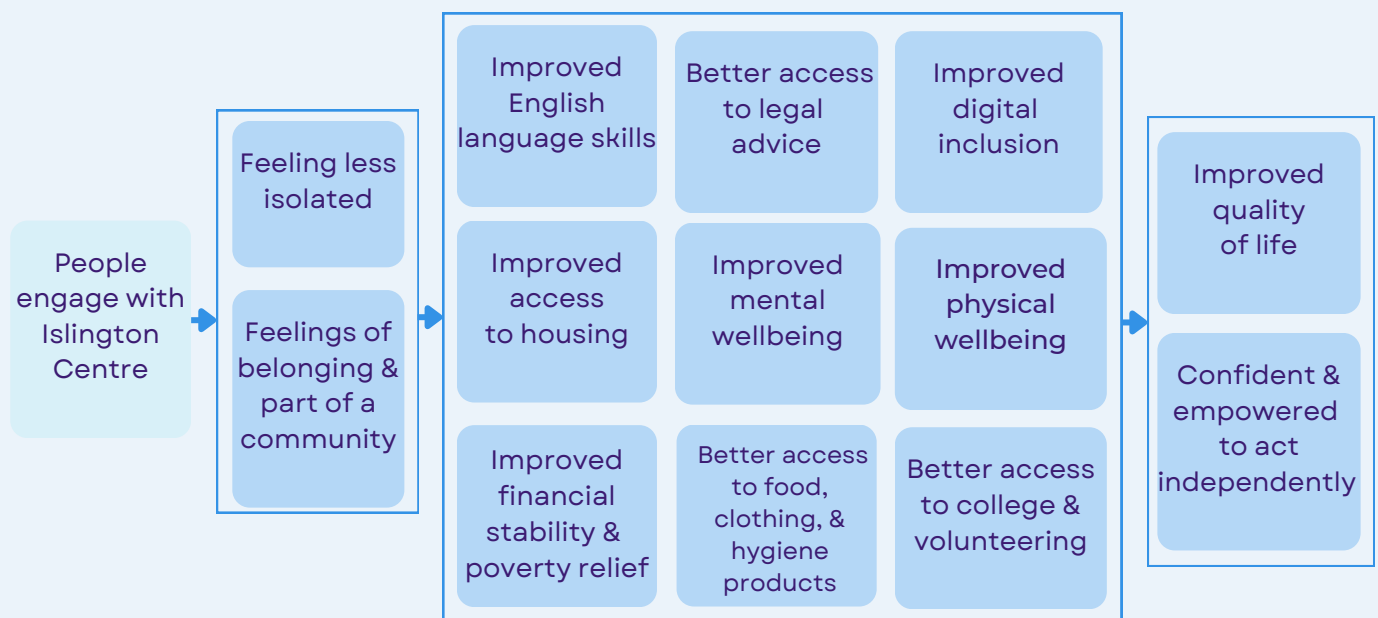 People
engage with
Islington
Centre
Feeling less
isolated
Feelings of
belonging &
part of a
community
Improved
English
language skills
Better access
to legal
advice
Improved
digital
inclusion
Improved
access
to housing
Improved
mental
wellbeing
Improved
physical
wellbeing
Improved
financial
stability &
poverty relief
Better access
to food,
clothing, &
hygiene
products
Better access
to college &
volunteering
Improved
quality
of life
Confident &
empowered
to act
independently